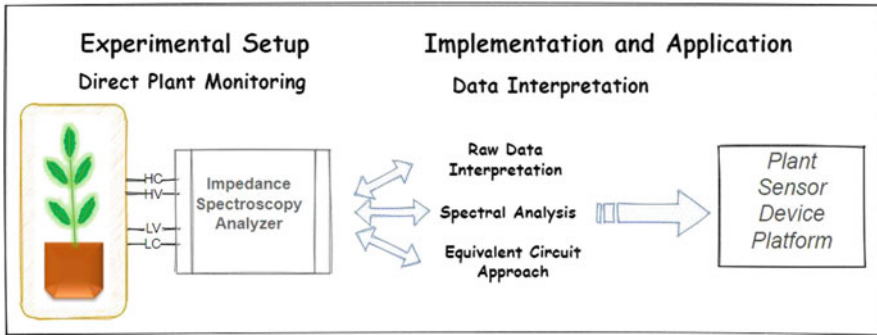 Experimental Setup
Implementation and Application
Direct Plant Monitoring
Data Interpretation
HC
HV
LV
LC
Impedance
Spectroscopy
Analyzer
Raw Data
Interpretation
Spectral Analysis
Equivalent Circuit
Approach
Plant
Sensor
Device
Platform